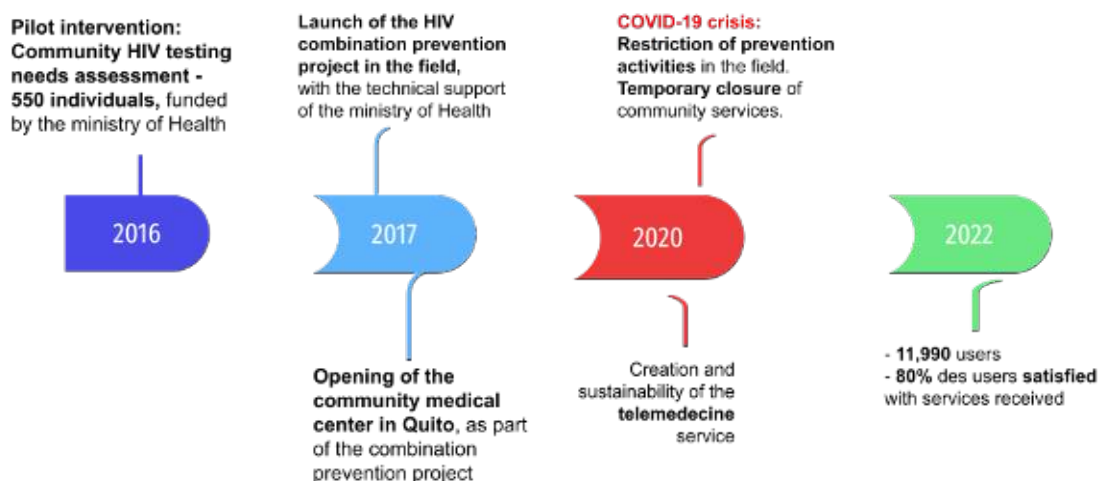 Pilot intervention:
Community HIV testing
needs assessment -
550 individuals, funded
by the ministry of Health
Launch of the HIV
combination prevention
project in the field,
with the technical support
of the ministry of Health
COVID-19 crisis:
Restriction of prevention
activities in the field.
Temporary closure of
community services.
2016
2017
2020
2022
Opening of the
community medical
center in Quito, as part
of the combination
prevention project
Creation and
sustainability of the
telemedecine
service
- 11,990 users
- 80% des users satisfied
with services received